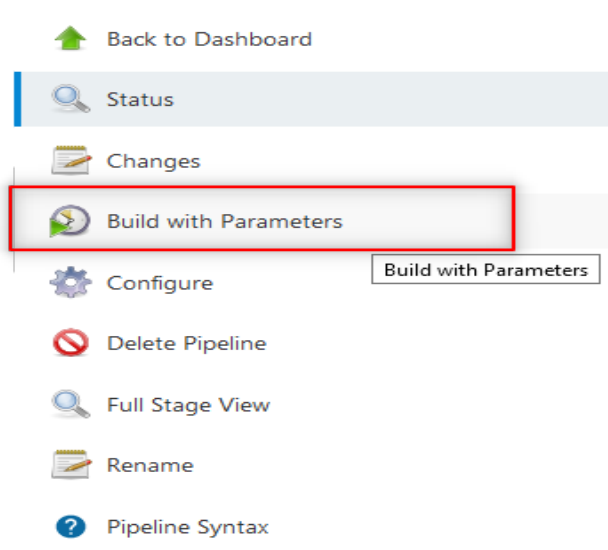 Back to Dashboard
Status
Changes
Build with Parameters
Build with Parameters
Configure
Delete Pipeline
Full Stage View
Rename
Pipeline Syntax